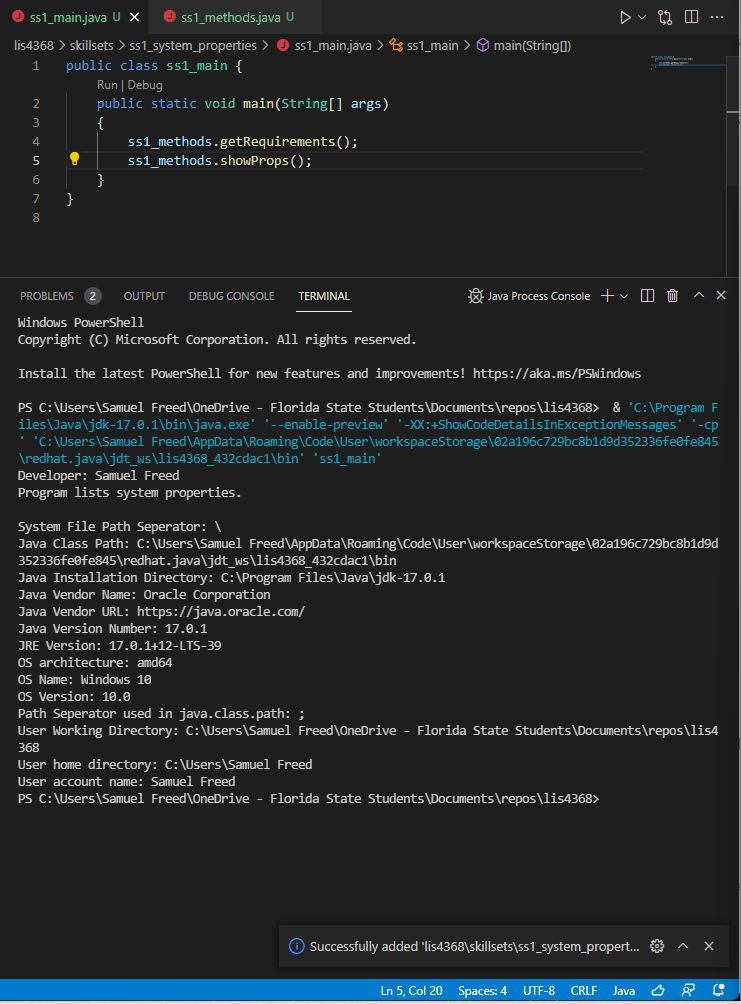 ss1_main.java U
ss1_methods.java U
lis4368 > skillsets > ss1_system_properties > ss1_main.java > ss1_main > main(String[])
1 public class ss1_main {
Run | Debug
2 public static void main(String[] args)
3 {
4 ss1_methods.getRequirements();
5 ss1_methods.showProps();
6 }
7 }
8
PROBLEMS 2 OUTPUT DEBUG CONSOLE TERMINAL Java Process Console
Windows PowerShell
Copyright (C) Microsoft Corporation. All rights reserved.
Install the latest PowerShell for new features and improvements! https://aka.ms/PSWindows
PS C:\Users\Samuel Freed\OneDrive - Florida State Students\Documents\repos\lis4368>  & 'C:\Program F
iles\Java\jdk-17.0.1\bin\java.exe' '--enable-preview' '-XX:+ShowCodeDetailsInExceptionMessages' '-cp
' 'C:\Users\Samuel Freed\AppData\Roaming\Code\User\workspaceStorage\02a196c729bc8b1d9d352336fe0fe845
\redhat.java\jdt_ws\lis4368_432cdac1\bin' 'ss1_main'
Developer: Samuel Freed
Program lists system properties.
System File Path Seperator: \
Java Class Path: C:\Users\Samuel Freed\AppData\Roaming\Code\User\workspaceStorage\02a196c729bc8b1d9d
352336fe0fe845\redhat.java\jdt_ws\lis4368_432cdac1\bin
Java Installation Directory: C:\Program Files\Java\jdk-17.0.1
Java Vendor Name: Oracle Corporation
Java Vendor URL: https://java.oracle.com/
Java Version Number: 17.0.1
JRE Version: 17.0.1+12-LTS-39
OS architecture: amd64
OS Name: Windows 10
OS Version: 10.0
Path Seperator used in java.class.path: ;
User Working Directory: C:\Users\Samuel Freed\OneDrive - Florida State Students\Documents\repos\lis4
368
User home directory: C:\Users\Samuel Freed
User account name: Samuel Freed
PS C:\Users\Samuel Freed\OneDrive - Florida State Students\Documents\repos\lis4368>
Successfully added 'lis4368\skillsets\ss1_system_propert...
Ln 5, Col 20 Spaces: 4 UTF-8 CRLF Java